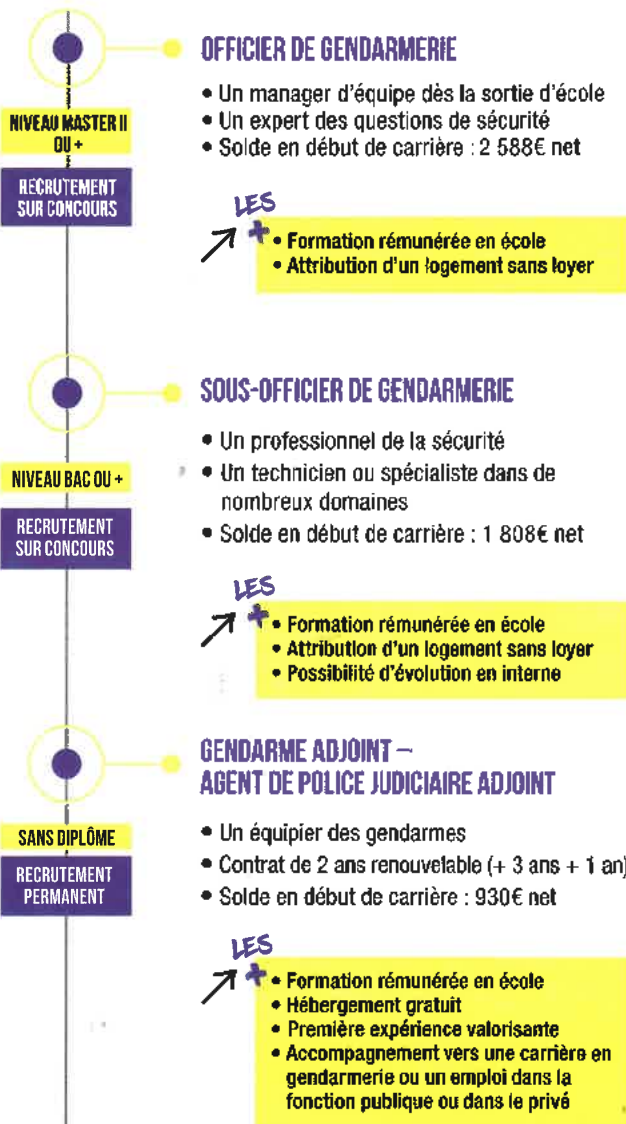 OFFICIER DE GENDARMERIE
• Un manager d'équipe dès la sortie d'école
• Un expert des questions de sécurité
• Solde en début de carrière : 2 588€ net
NIVEAU MASTER II
OU +
RECRUTEMENT
SUR CONCOURS
LES
+
• Formation rémunérée en école
• Attribution d'un logement sans loyer
SOUS-OFFICIER DE GENDARMERIE
• Un professionnel de la sécurité
• Un technicien ou spécialiste dans de
nombreux domaines
• Solde en début de carrière : 1 808€ net
NIVEAU BAC OU +
RECRUTEMENT
SUR CONCOURS
LES
+
• Formation rémunérée en école
• Attribution d'un logement sans loyer
• Possibilité d'évolution en interne
GENDARME ADJOINT –
AGENT DE POLICE JUDICIAIRE ADJOINT
• Un équipier des gendarmes
• Contrat de 2 ans renouvelable (+ 3 ans + 1 an)
• Solde en début de carrière : 930€ net
SANS DIPLÔME
RECRUTEMENT
PERMANENT
LES
+
• Formation rémunérée en école
• Hébergement gratuit
• Première expérience valorisante
• Accompagnement vers une carrière en
gendarmerie ou un emploi dans la
fonction publique ou dans le privé